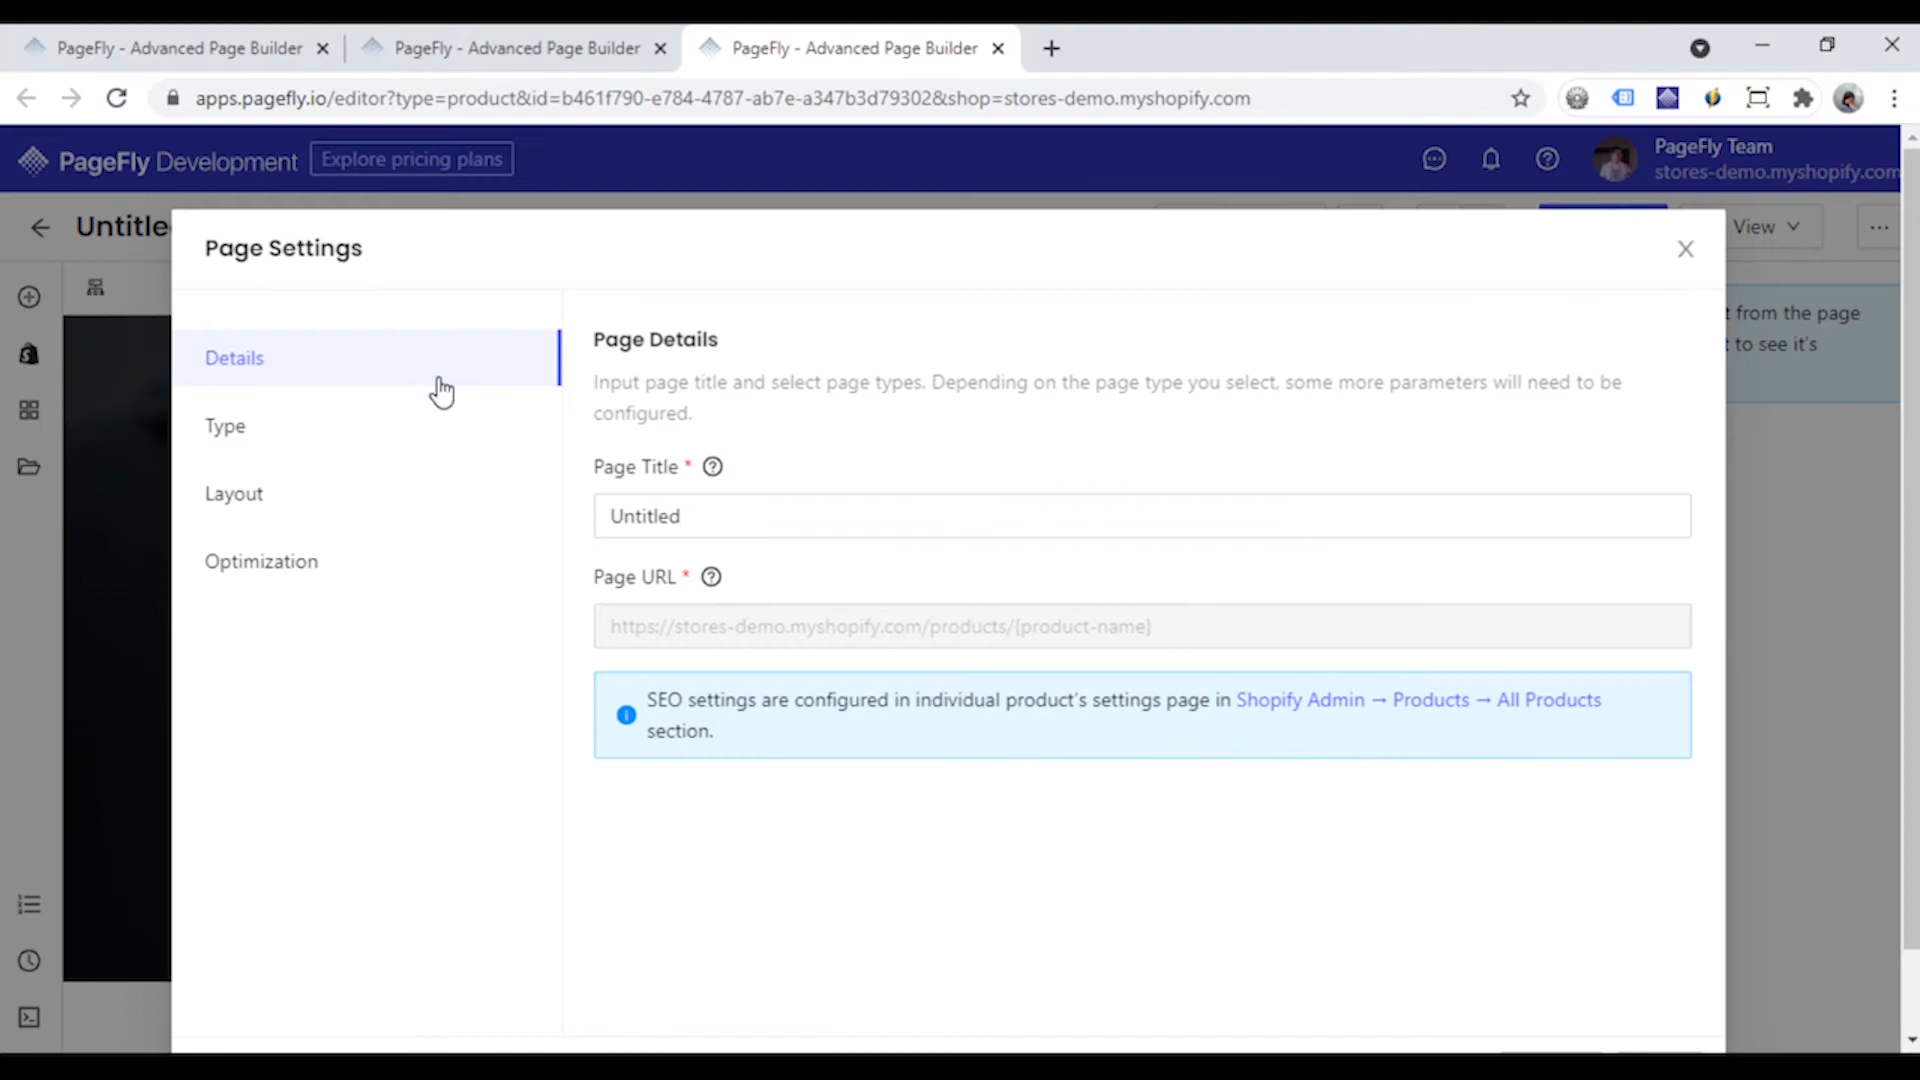 PageFly - Advanced Page Builder
PageFly - Advanced Page Builder
PageFly - Advanced Page Builder
apps.pagefly.io/editor?type=product&id=b461f790-e784-4787-ab7e-a347b3d79302&shop=stores-demo.myshopify.com
PageFly Development
Explore pricing plans
PageFly Team
stores-demo.myshopify.com
Untitle
View
Page Settings
t from the page
t to see it's
Details
Type
Layout
Optimization
Page Details
Input page title and select page types. Depending on the page type you select, some more parameters will need to be
configured.
Page Title *
Untitled
Page URL *
https://stores-demo.myshopify.com/products/{product-name}
SEO settings are configured in individual product's settings page in Shopify Admin → Products → All Products
section.